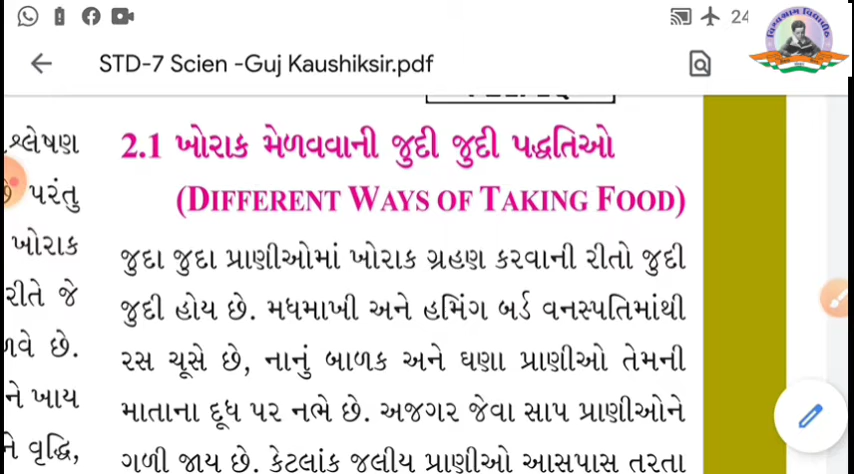 24
STD-7 Scien -Guj Kaushiksir.pdf
શ્લેષણ
પરંતુ
ખોરાક
રીતે જે
છે.
ને ખાય
વૃદ્ધિ,
2.1 ખોરાક મેળવવાની જુદી જુદી પદ્ધતિઓ
(DIFFERENT WAYS OF TAKING FOOD)
જુદા જુદા પ્રાણીઓમાં ખોરાક ગ્રહણ કરવાની રીતો જુદી
જુદી હોય છે. મધમાખી અને હમિંગ બર્ડ વનસ્પતિમાંથી
રસ ચૂસે છે, નાનું બાળક અને ઘણા પ્રાણીઓ તેમની
માતાના દૂધ પર નભે છે. અજગર જેવા સાપ પ્રાણીઓને
ગળી જાય છે. કેટલાંક જલીય પ્રાણીઓ આસપાસ તરતા